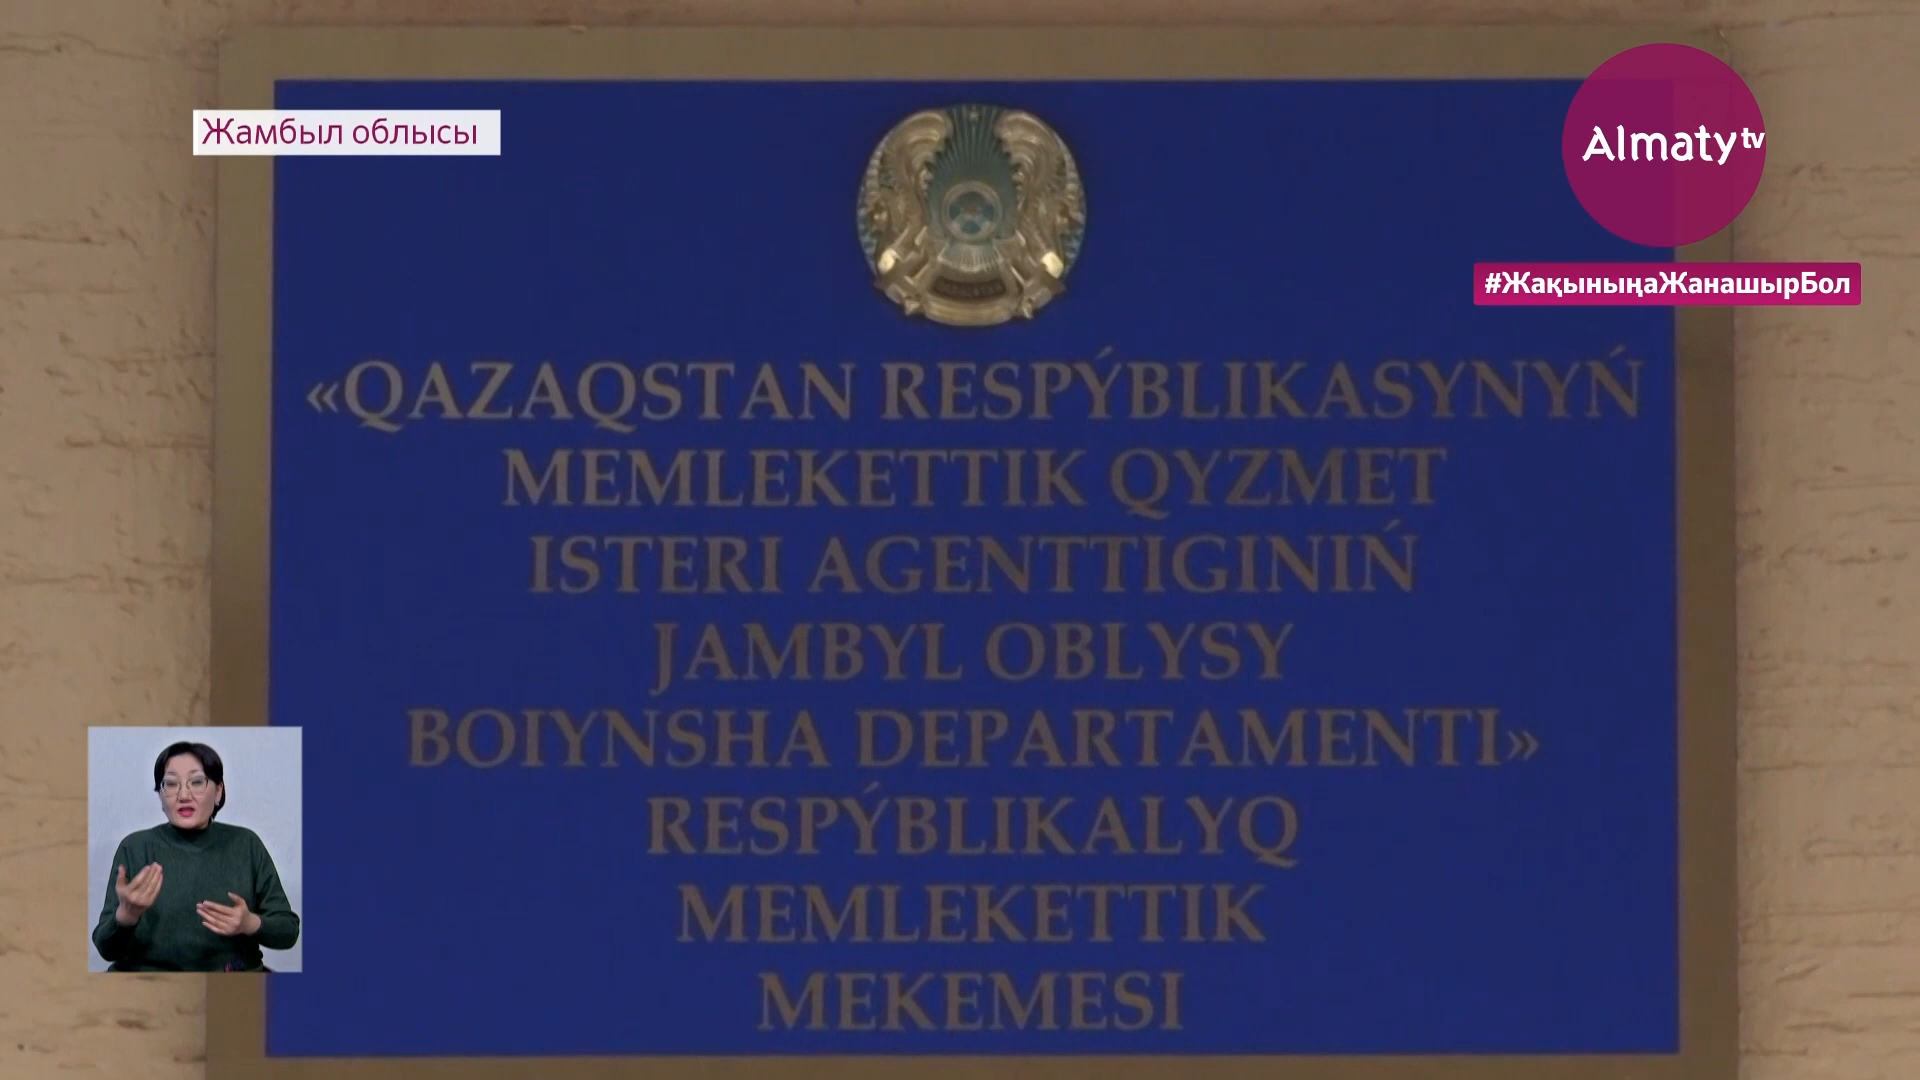 Жамбыл облысы
Almaty tv
#ЖақыныңаЖанашырБол
«QAZAQSTAN RESPÝBLIKASYNYŃ
MEMLEKETTIK QYZMET
ISTERI AGENTTIGINIŃ
JAMBYL OBLYSY
BOIYNSHA DEPARTAMENTI»
RESPÝBLIKALYQ
MEMLEKETTIK
MEKEMESI